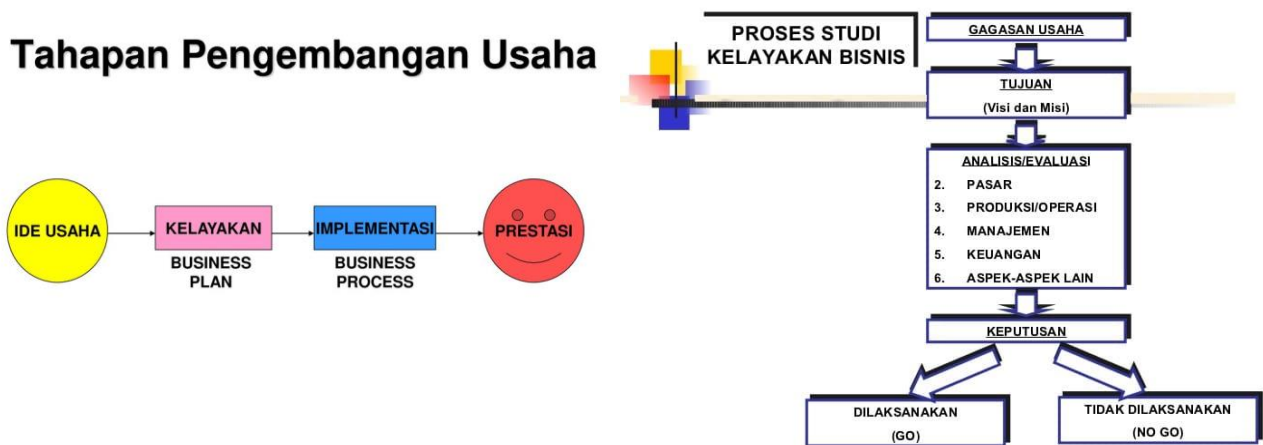 Tahapan Pengembangan Usaha
IDE USAHA
KELAYAKAN
BUSINESS
PLAN
IMPLEMENTASI
BUSINESS
PROCESS
PRESTASI
PROSES STUDI
KELAYAKAN BISNIS
GAGASAN USAHA
TUJUAN
(Visi dan Misi)
ANALISIS/EVALUASI
2. PASAR
3. PRODUKSI/OPERASI
4. MANAJEMEN
5. KEUANGAN
6. ASPEK-ASPEK LAIN
KEPUTUSAN
DILAKSANAKAN
(GO)
TIDAK DILAKSANAKAN
(NO GO)